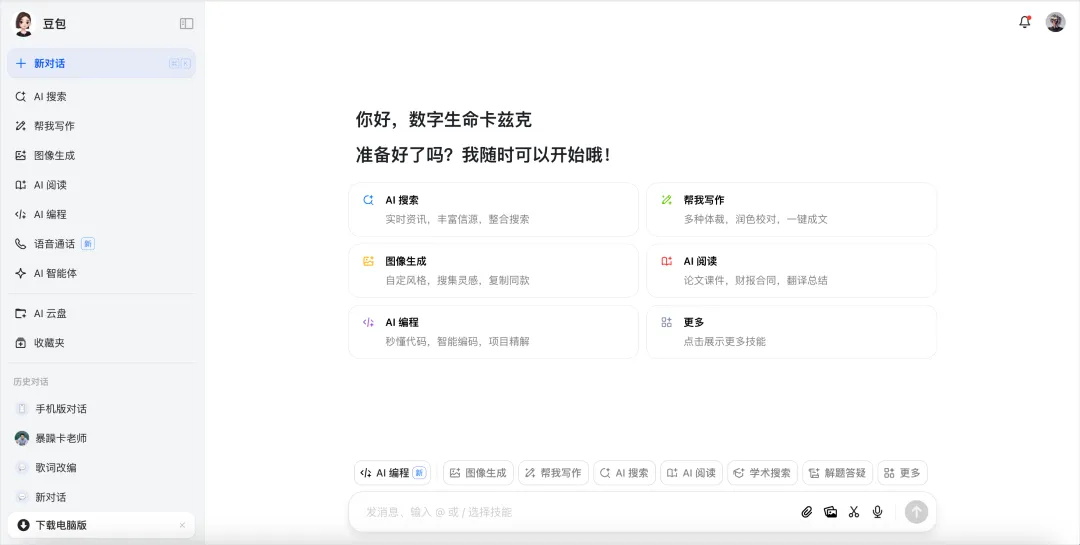 豆包
新对话
⌘ K
AI 搜索
帮我写作
图像生成
AI 阅读
AI 编程
语音通话 新
AI 智能体
AI 云盘
收藏夹
历史对话
手机版对话
暴躁卡老师
歌词改编
新对话
下载电脑版
你好，数字生命卡兹克
准备好了吗？我随时可以开始哦！
AI 搜索
实时资讯，丰富信源，整合搜索
帮我写作
多种体裁，润色校对，一键成文
图像生成
自定风格，搜集灵感，复制同款
AI 阅读
论文课件，财报合同，翻译总结
AI 编程
秒懂代码，智能编码，项目精解
更多
点击展示更多技能
AI 编程 新 图像生成 帮我写作 AI 搜索 AI 阅读 学术搜索 解题答疑 更多
发消息、输入 @ 或 / 选择技能